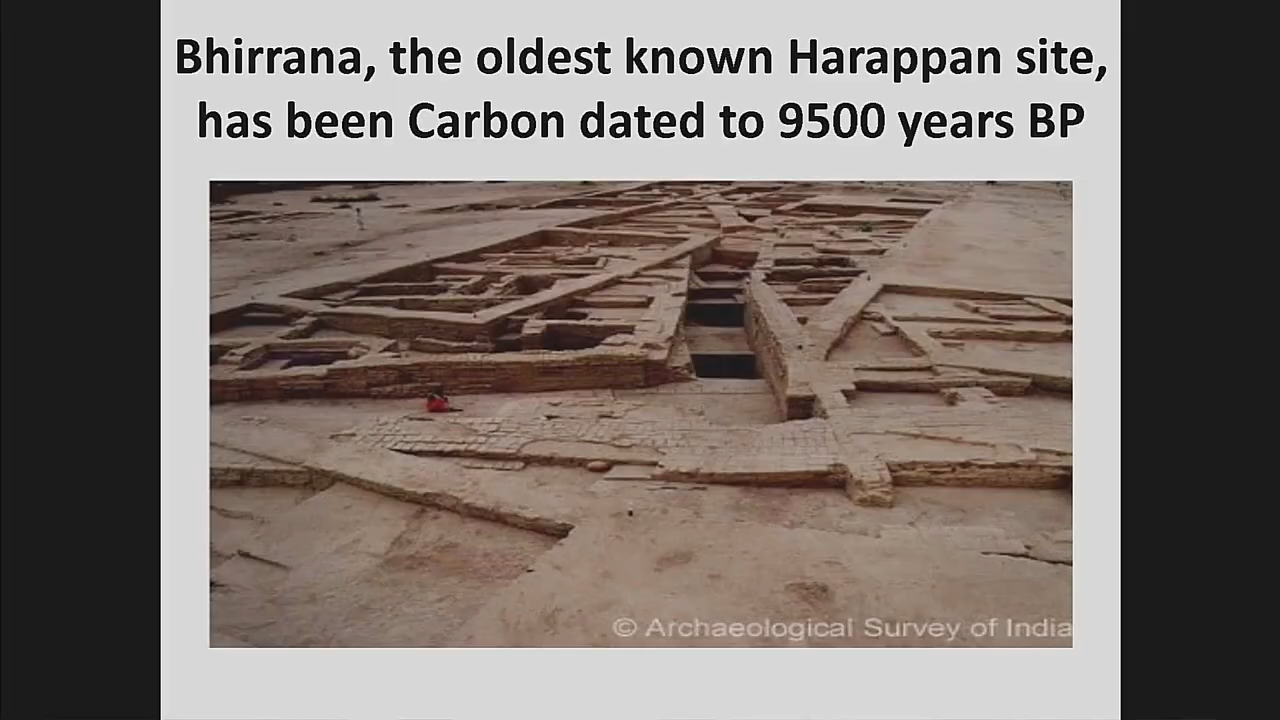 Bhirrana, the oldest known Harappan site,
has been Carbon dated to 9500 years BP
© Archaeological Survey of India